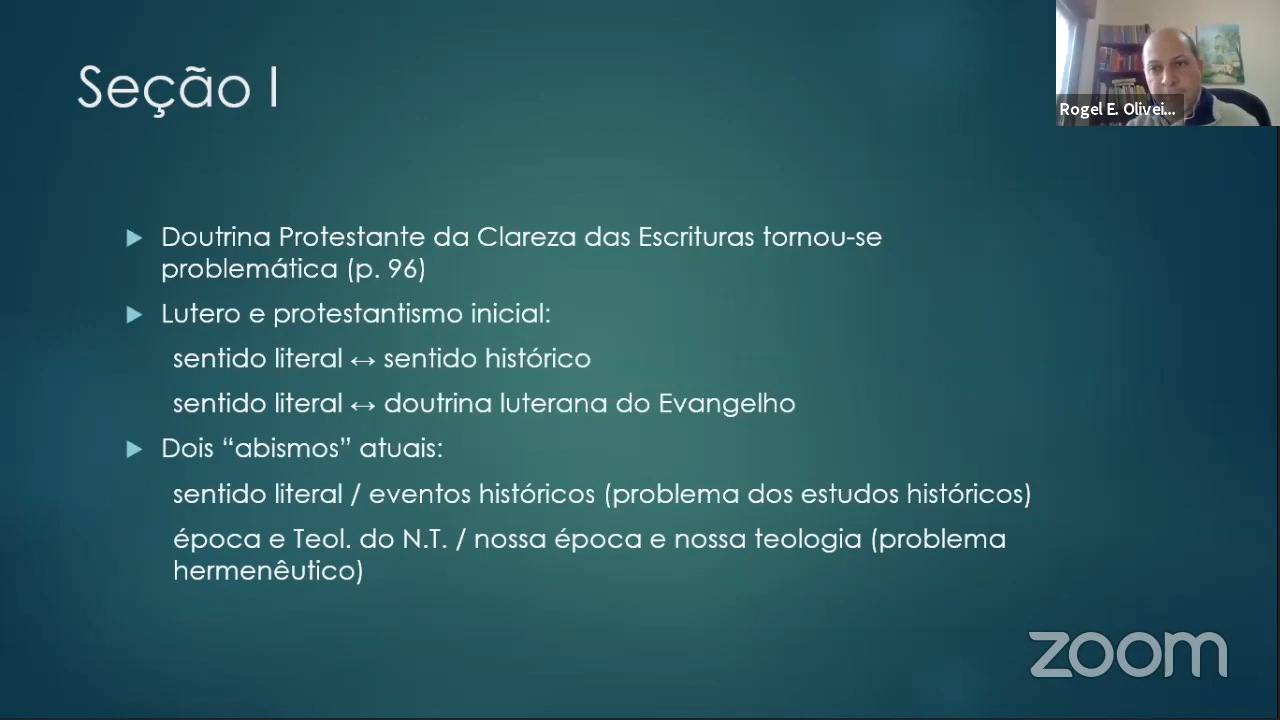 Seção I
Rogel E. Olivei...
Doutrina Protestante da Clareza das Escrituras tornou-se
problemática (p. 96)
Lutero e protestantismo inicial:
sentido literal ↔ sentido histórico
sentido literal ↔ doutrina luterana do Evangelho
Dois “abismos” atuais:
sentido literal / eventos históricos (problema dos estudos históricos)
época e Teol. do N.T. / nossa época e nossa teologia (problema
hermenêutico)
zoom